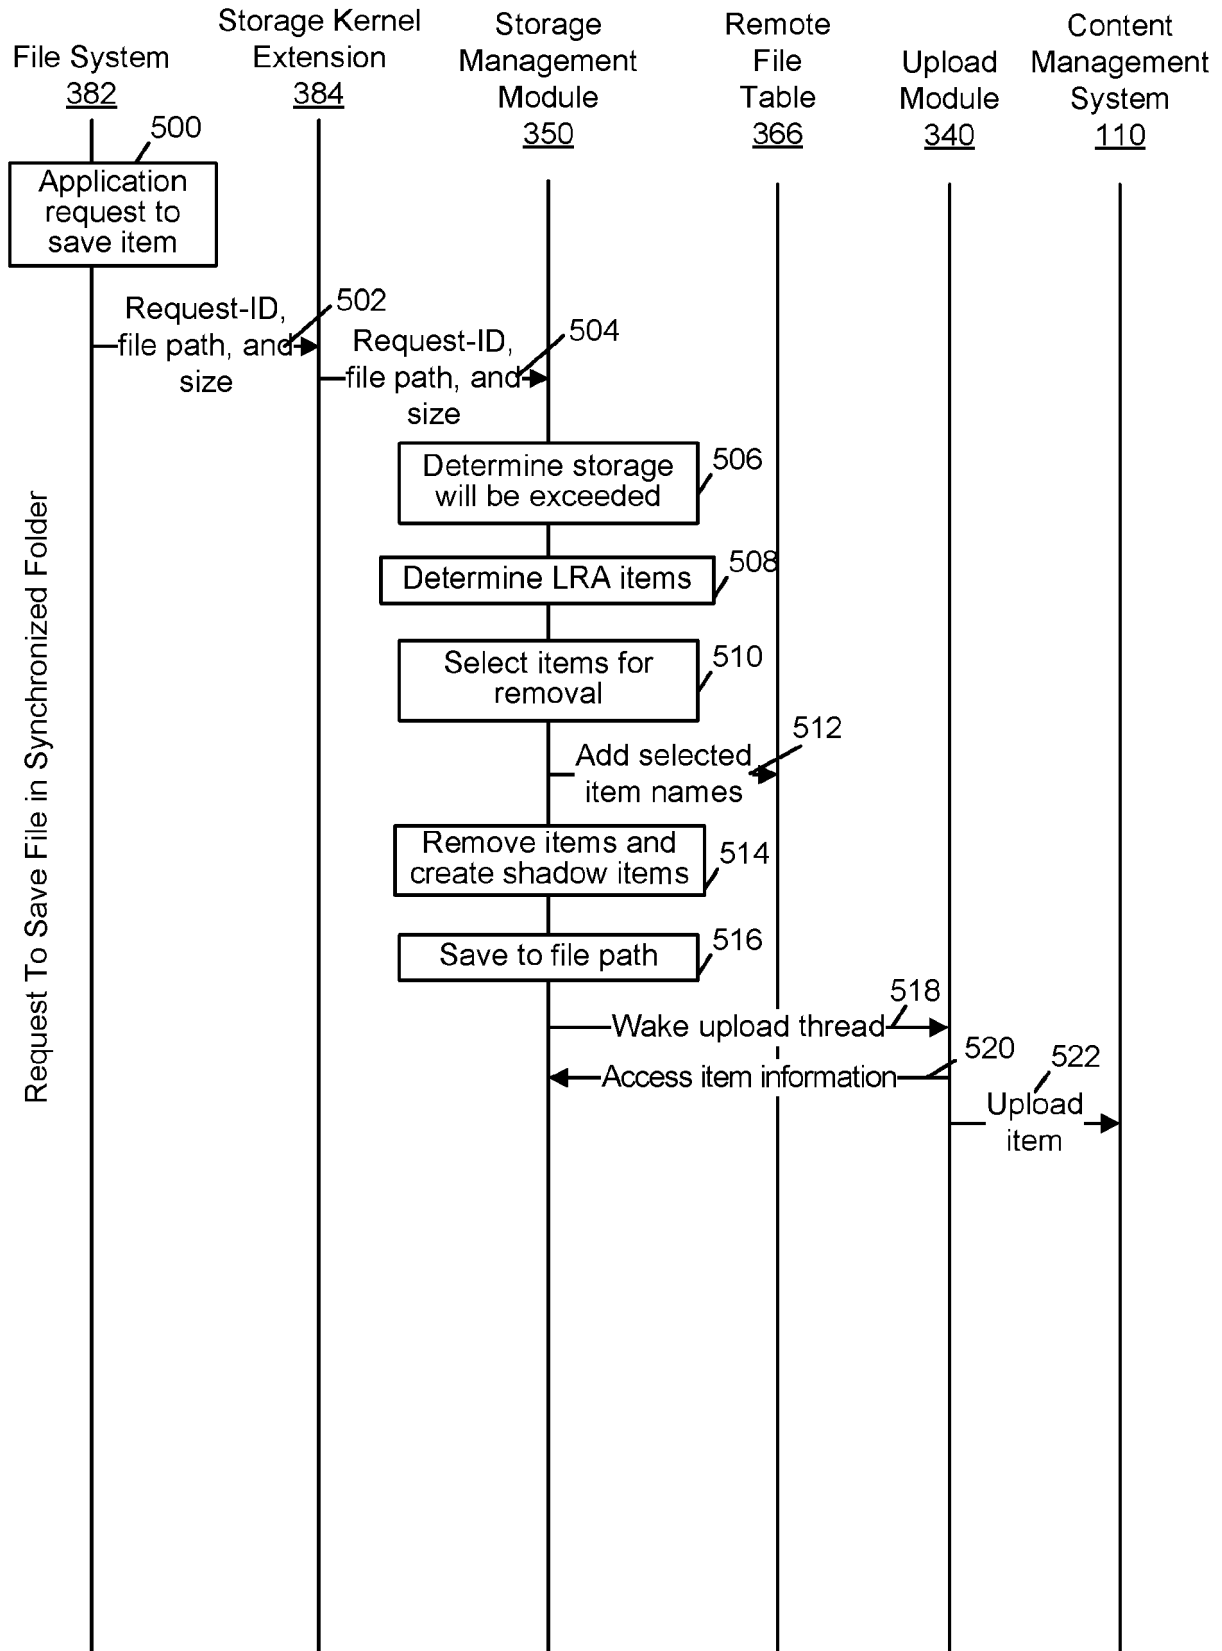 File System
382
Storage Kernel
Extension
384
Storage
Management
Module
350
Remote
File
Table
366
Upload
Module
340
Content
Management
System
110
500
Application
request to
save item
Request-ID,
file path, and
size
502
Request-ID,
file path, and
size
504
Determine storage
will be exceeded
506
Determine LRA items
508
Select items for
removal
510
Add selected
item names
512
Remove items and
create shadow items
514
Save to file path
516
Wake upload thread
518
Access item information
520
Upload
item
522
Request To Save File in Synchronized Folder